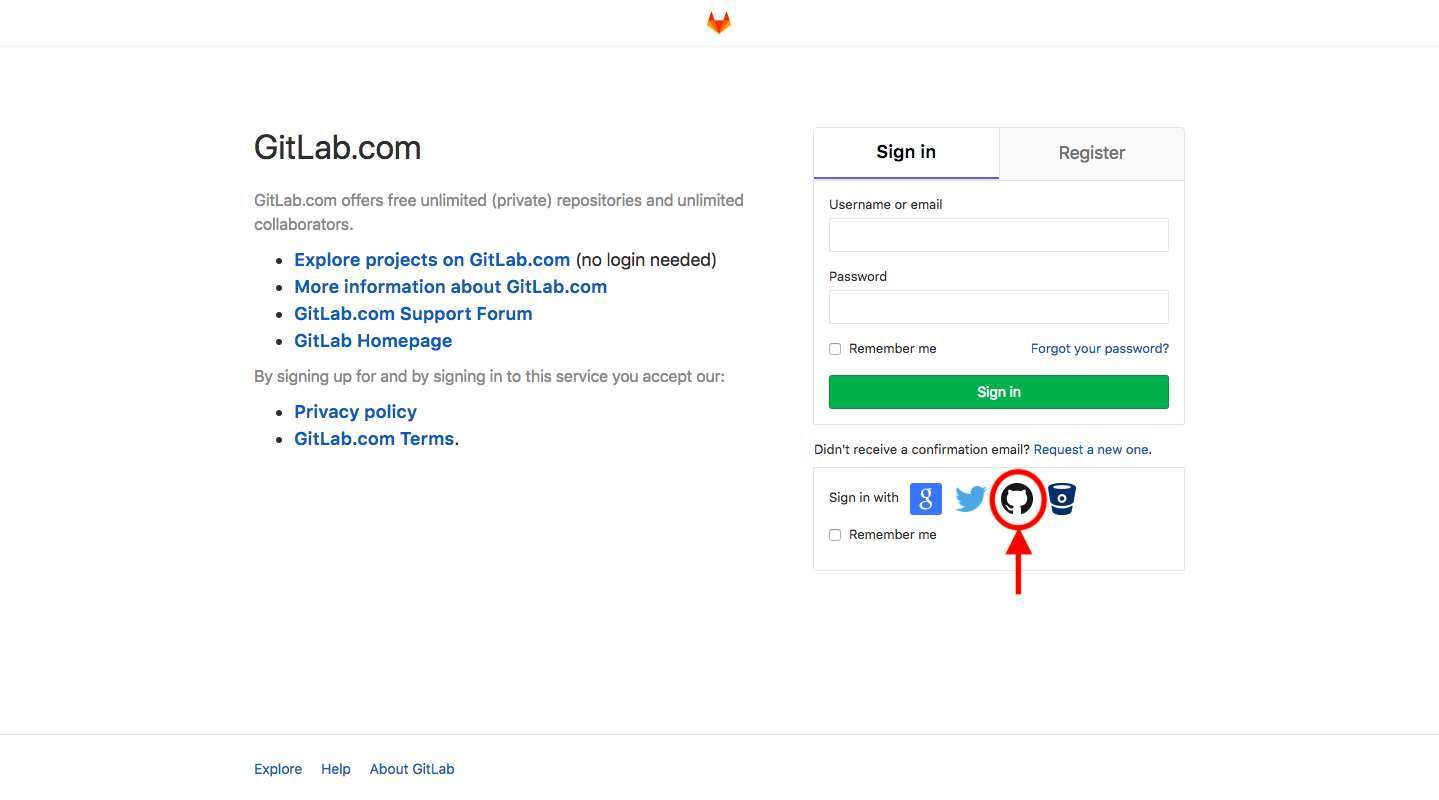 GitLab.com
GitLab.com offers free unlimited (private) repositories and unlimited
collaborators.
Explore projects on GitLab.com (no login needed)
More information about GitLab.com
GitLab.com Support Forum
GitLab Homepage
By signing up for and by signing in to this service you accept our:
Privacy policy
GitLab.com Terms.
Sign in Register
Username or email
Password
Remember me Forgot your password?
Sign in
Didn't receive a confirmation email? Request a new one.
Sign in with g
Remember me
Explore Help About GitLab